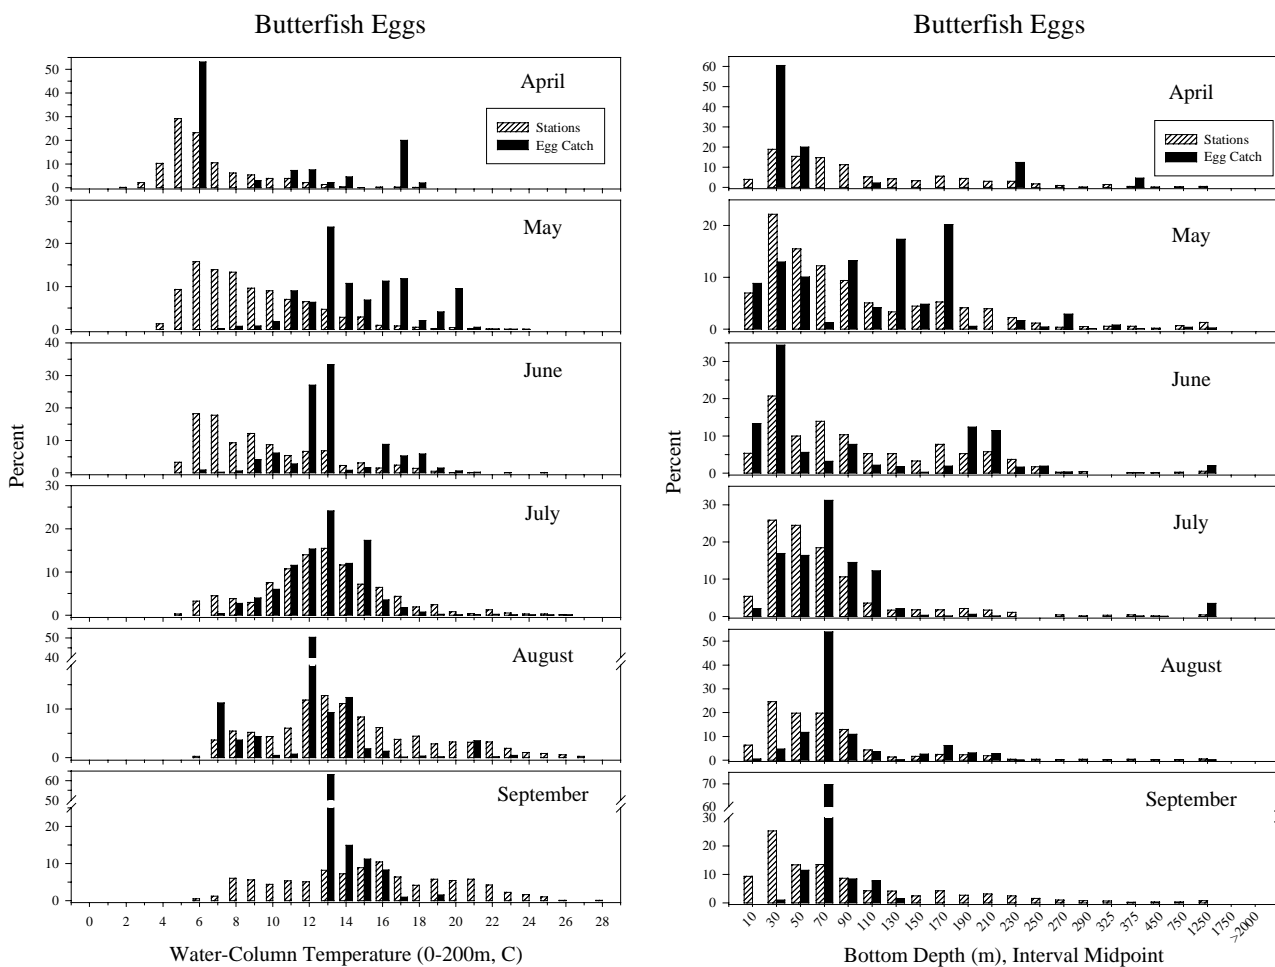 Butterfish Eggs
50
40
30
20
10
0
April
Stations
Egg Catch
30
20
10
0
May
40
30
20
10
0
June
30
20
10
0
July
50
40
10
0
August
60
50
20
10
0
September
0 2 4 6 8 10 12 14 16 18 20 22 24 26 28
Water-Column Temperature (0-200m, C)
Percent
Butterfish Eggs
60
50
40
30
20
10
0
April
Stations
Egg Catch
20
10
0
May
30
20
10
0
June
30
20
10
0
July
50
40
30
20
10
0
August
70
60
30
20
10
0
September
10 30 50 70 90 110 130 150 170 190 210 230 250 270 290 325 375 450 750 1250 1750 >2000
Bottom Depth (m), Interval Midpoint
Percent